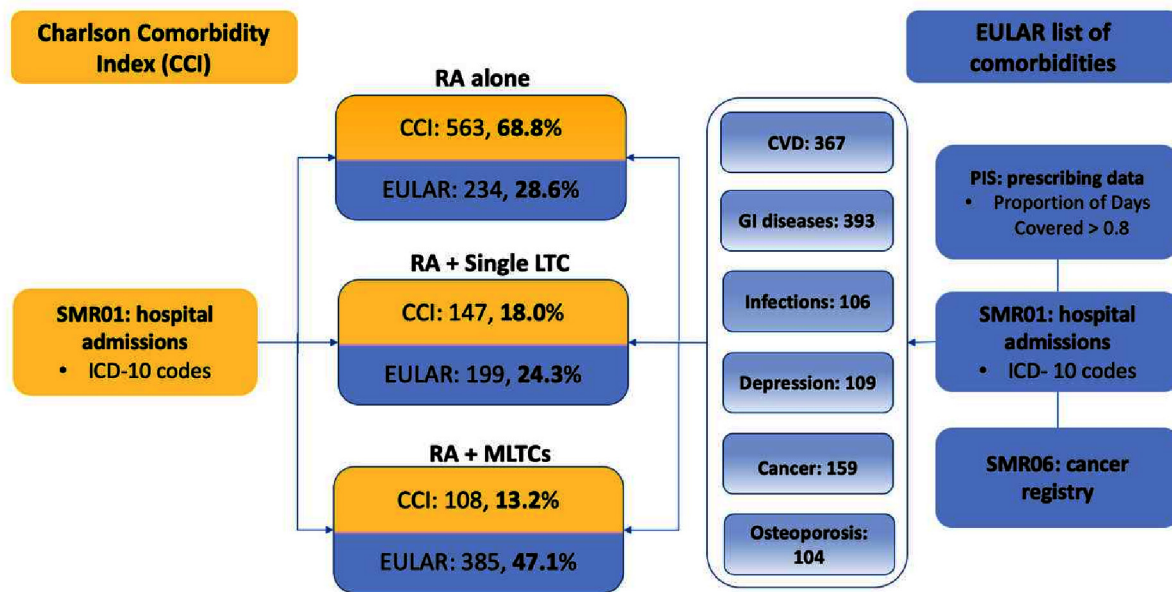 Charlson Comorbidity
Index (CCI)
SMR01: hospital
admissions
• ICD-10 codes
RA alone
CCI: 563, 68.8%
EULAR: 234, 28.6%
RA + Single LTC
CCI: 147, 18.0%
EULAR: 199, 24.3%
RA + MLTCs
CCI: 108, 13.2%
EULAR: 385, 47.1%
CVD: 367
GI diseases: 393
Infections: 106
Depression: 109
Cancer: 159
Osteoporosis:
104
EULAR list of
comorbidities
PIS: prescribing data
• Proportion of Days
Covered > 0.8
SMR01: hospital
admissions
• ICD- 10 codes
SMR06: cancer
registry